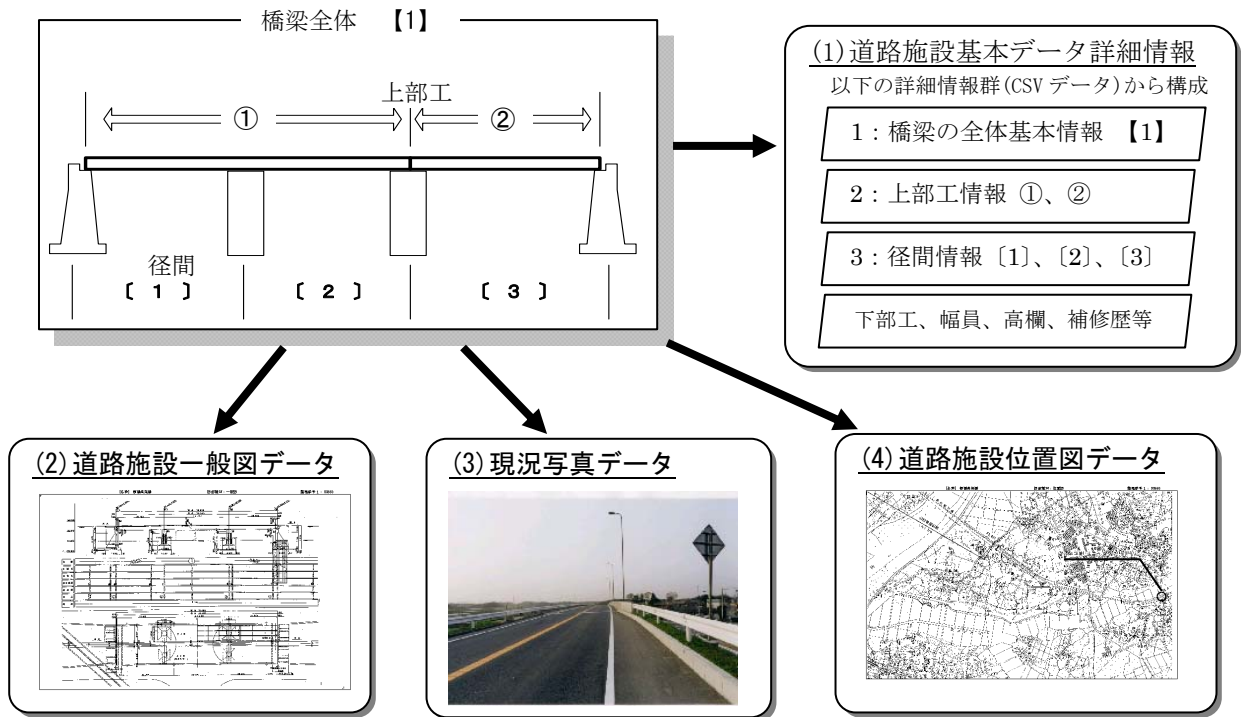 橋梁全体 【1】
上部工
① ②
径間
〔 1 〕 〔 2 〕 〔 3 〕
(1)道路施設基本データ詳細情報
以下の詳細情報群(CSV データ)から構成
1：橋梁の全体基本情報 【1】
2：上部工情報 ①、②
3：径間情報〔1〕、〔2〕、〔3〕
下部工、幅員、高欄、補修歴等
(2)道路施設一般図データ
(3)現況写真データ
(4)道路施設位置図データ